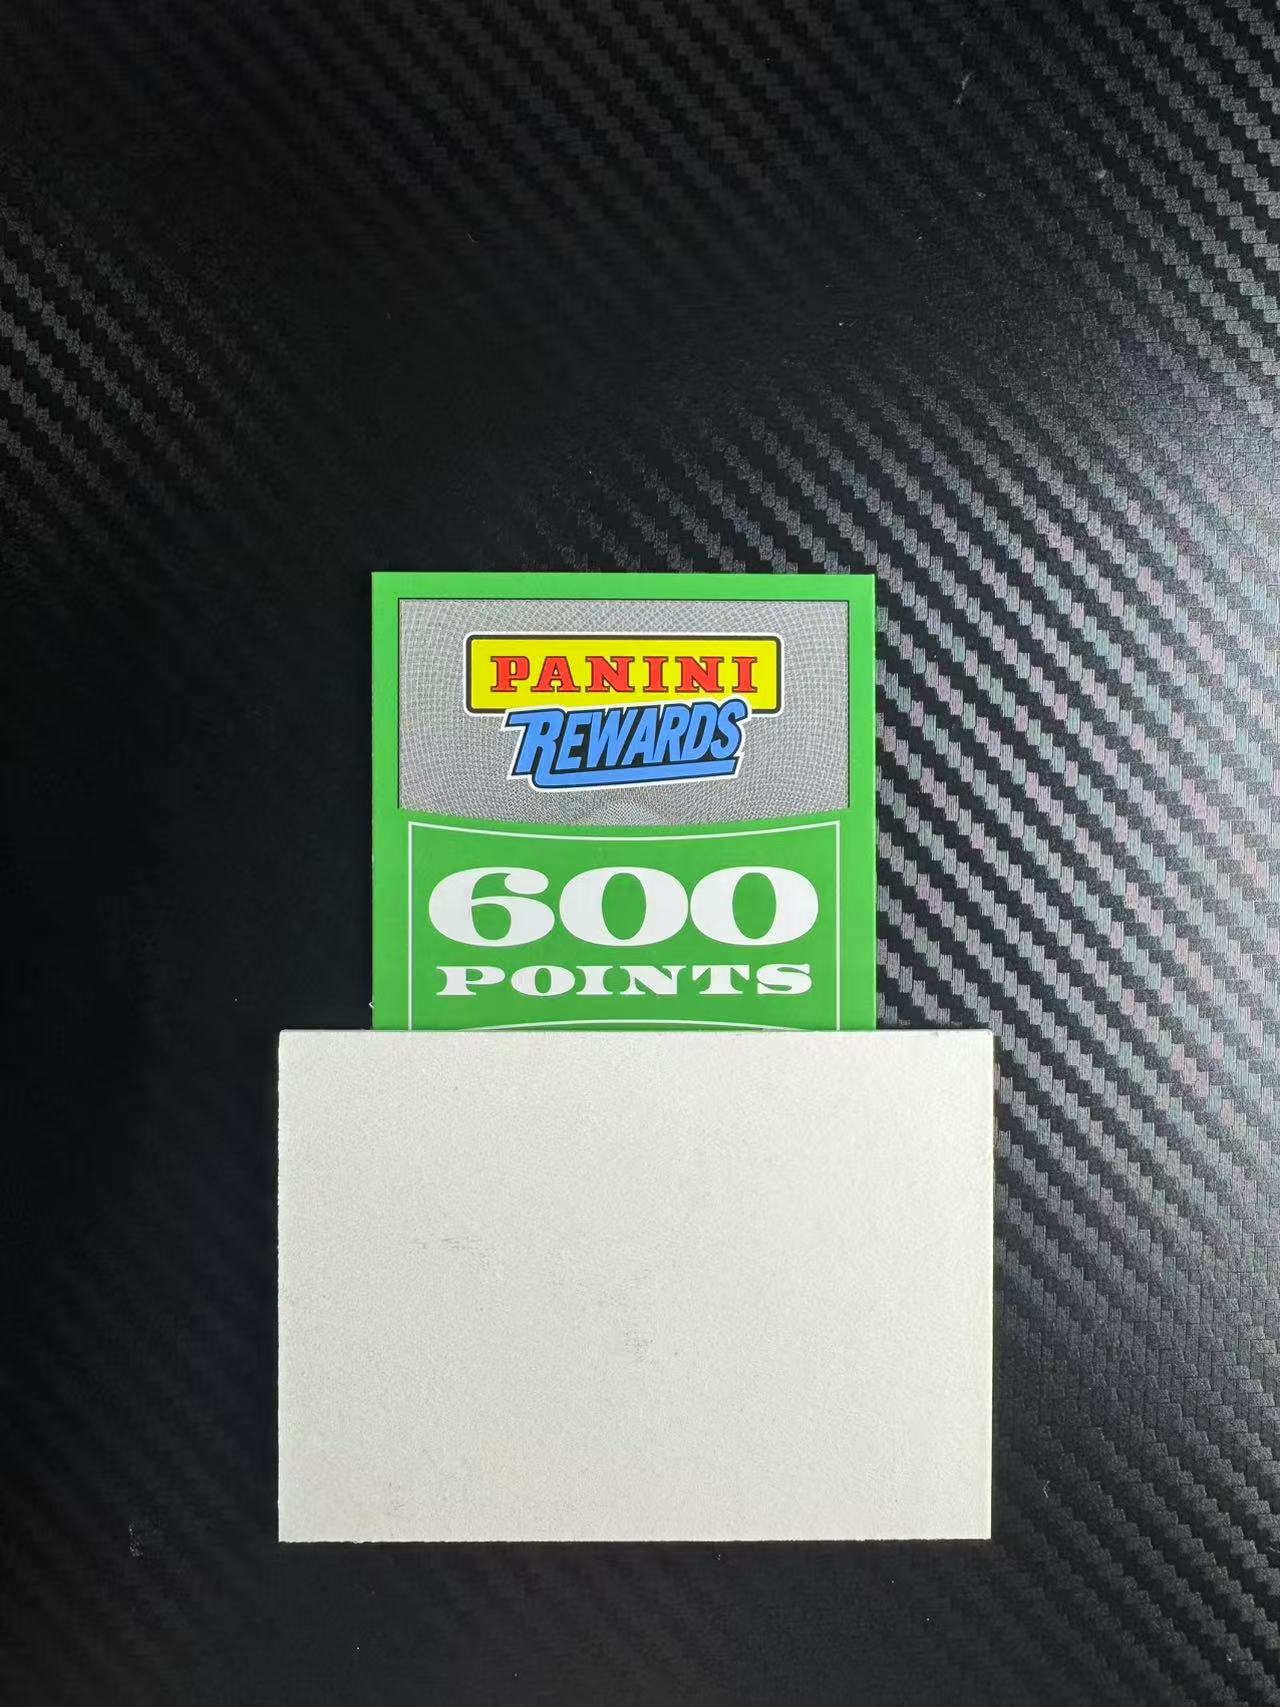 PANINI
REWARDS
600
POINTS